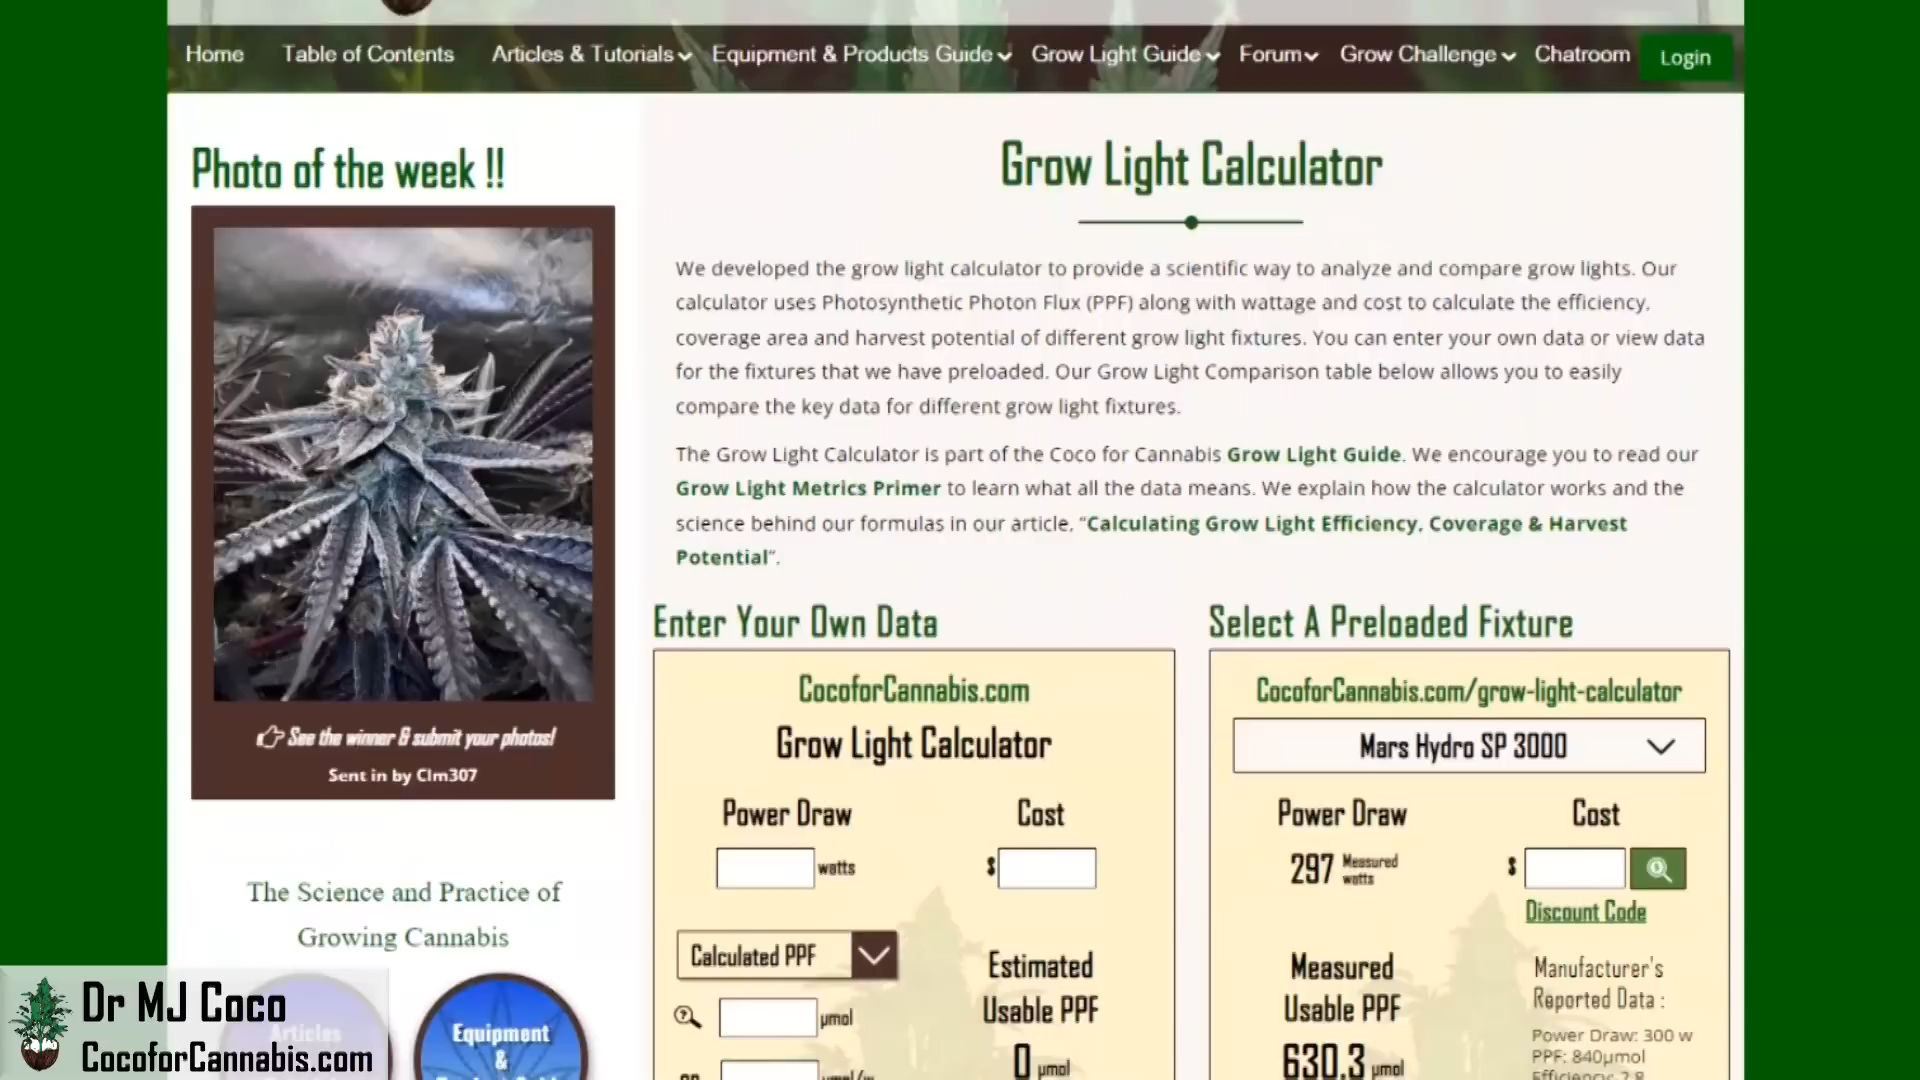 Home Table of Contents Articles & Tutorials Equipment & Products Guide Grow Light Guide Forum Grow Challenge Chatroom Login
Photo of the week !!
See the winner & submit your photos!
Sent in by Clm307
The Science and Practice of
Growing Cannabis
Articles
Equipment
&
Grow Light Calculator
We developed the grow light calculator to provide a scientific way to analyze and compare grow lights. Our
calculator uses Photosynthetic Photon Flux (PPF) along with wattage and cost to calculate the efficiency,
coverage area and harvest potential of different grow light fixtures. You can enter your own data or view data
for the fixtures that we have preloaded. Our Grow Light Comparison table below allows you to easily
compare the key data for different grow light fixtures.
The Grow Light Calculator is part of the Coco for Cannabis Grow Light Guide. We encourage you to read our
Grow Light Metrics Primer to learn what all the data means. We explain how the calculator works and the
science behind our formulas in our article, “Calculating Grow Light Efficiency, Coverage & Harvest
Potential“.
Enter Your Own Data
CocoforCannabis.com
Grow Light Calculator
Power Draw Cost
watts $
Calculated PPF
Estimated
Usable PPF
µmol
0 µmol
OR µmol/w
Select A Preloaded Fixture
CocoforCannabis.com/grow-light-calculator
Mars Hydro SP 3000
Power Draw Cost
297 Measured
watts
$
Discount Code
Measured
Usable PPF
630.3 µmol
Manufacturer's
Reported Data :
Power Draw: 300 w
PPF: 840µmol
Efficiency: 2.8
Dr MJ Coco
CocoforCannabis.com